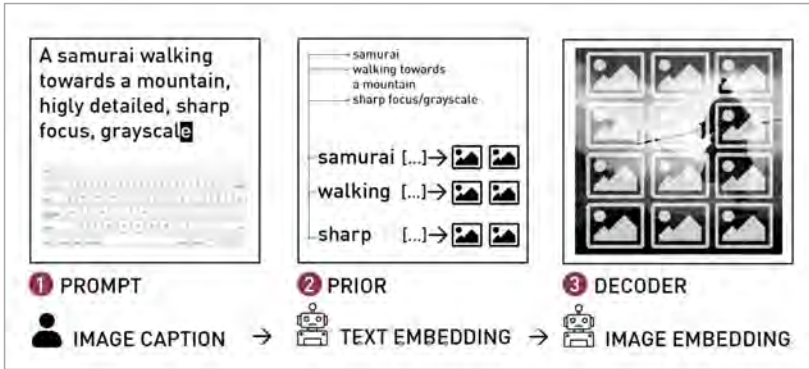 A samurai walking
towards a mountain,
higly detailed, sharp
focus, grayscale
samurai
walking towards
a mountain
sharp focus/grayscale
samurai [...]→
walking [...]→
sharp [...]→
1 PROMPT
2 PRIOR
3 DECODER
IMAGE CAPTION → TEXT EMBEDDING → IMAGE EMBEDDING